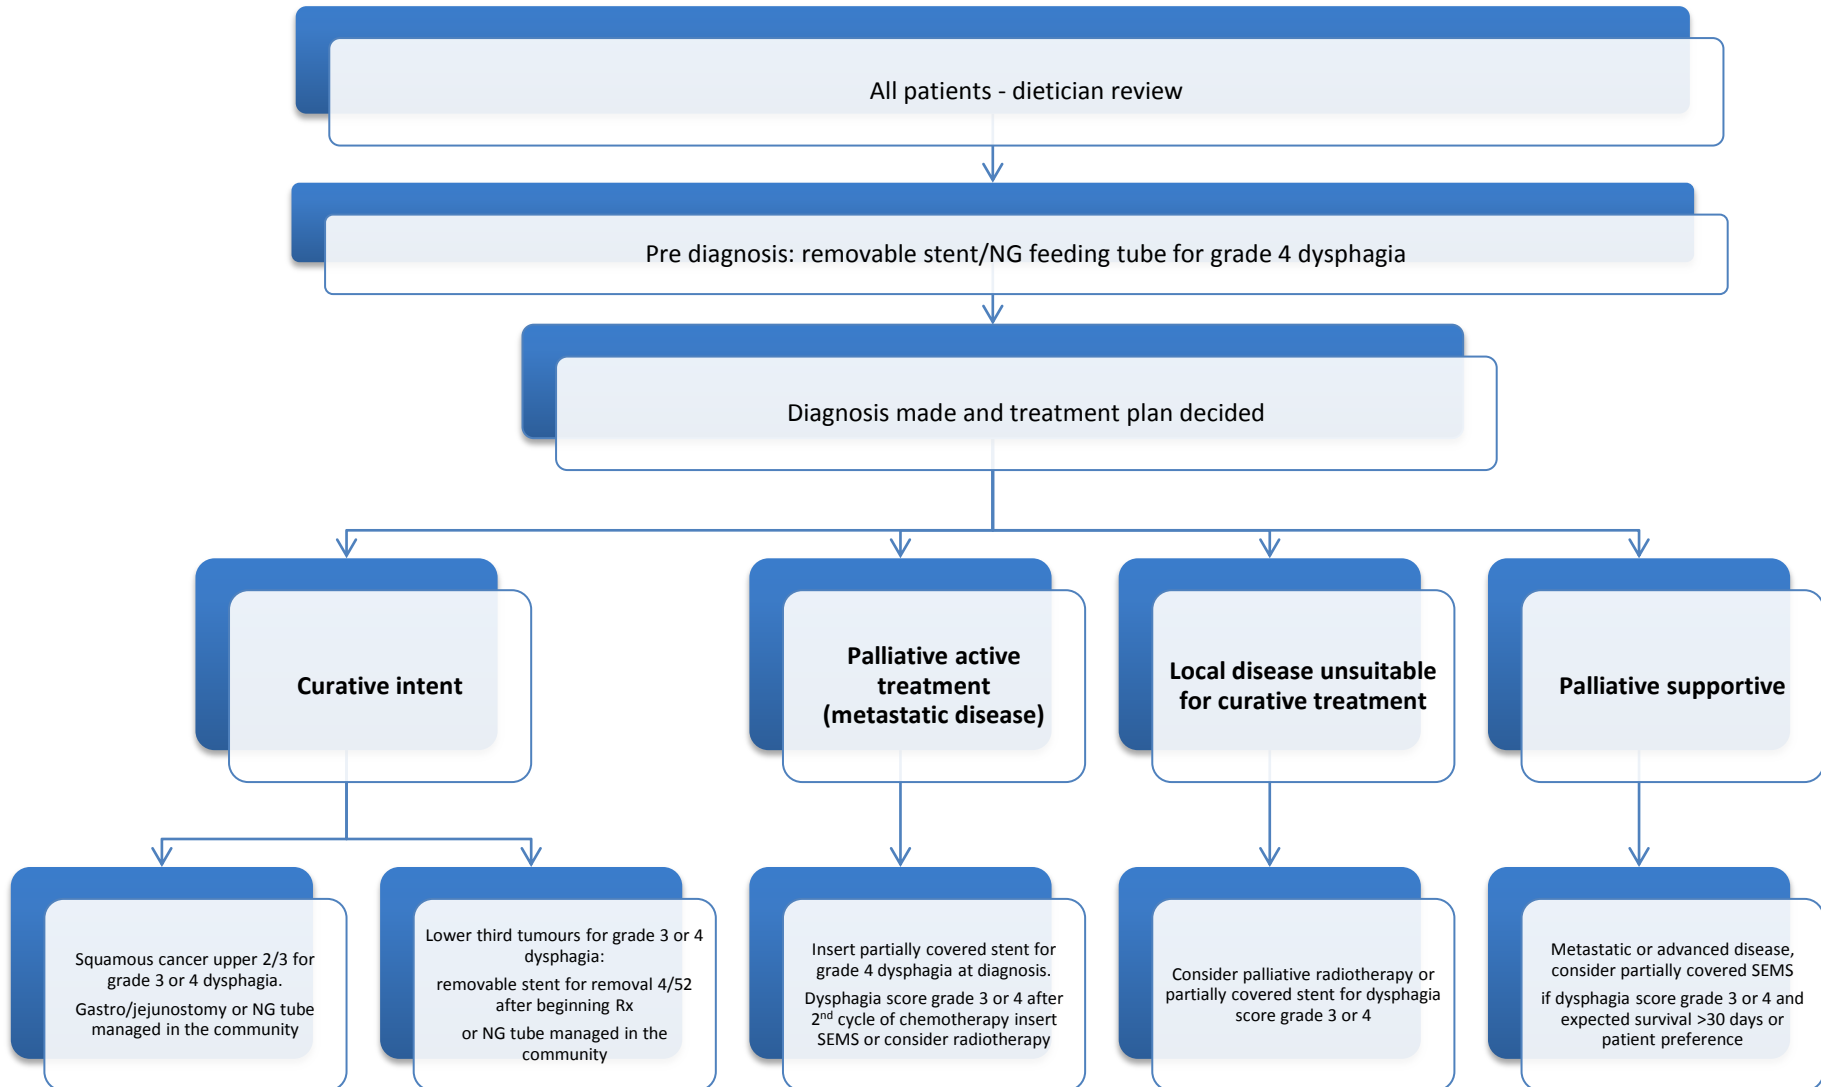 All patients - dietician review
Pre diagnosis: removable stent/NG feeding tube for grade 4 dysphagia
Diagnosis made and treatment plan decided
Curative intent
Palliative active
treatment
(metastatic disease)
Local disease unsuitable
for curative treatment
Palliative supportive
Squamous cancer upper 2/3 for
grade 3 or 4 dysphagia.
Gastro/jejunostomy or NG tube
managed in the community
Lower third tumours for grade 3 or 4
dysphagia:
removable stent for removal 4/52
after beginning Rx
or NG tube managed in the
community
Insert partially covered stent for
grade 4 dysphagia at diagnosis.
Dysphagia score grade 3 or 4 after
2nd cycle of chemotherapy insert
SEMS or consider radiotherapy
Consider palliative radiotherapy or
partially covered stent for dysphagia
score grade 3 or 4
Metastatic or advanced disease,
consider partially covered SEMS
if dysphagia score grade 3 or 4 and
expected survival >30 days or
patient preference